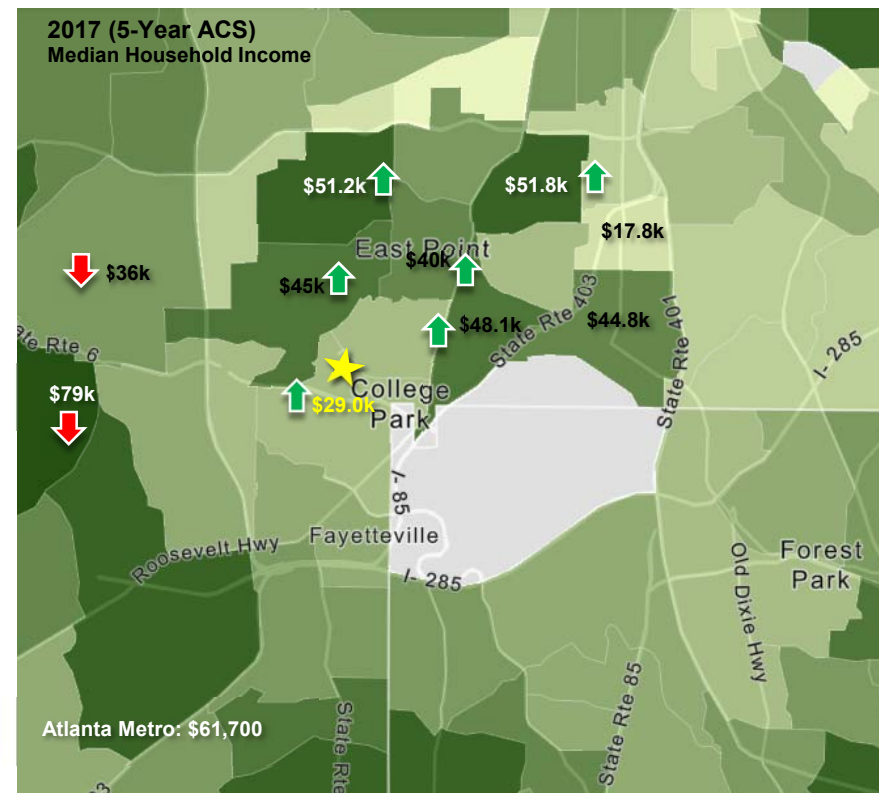 2017 (5-Year ACS)
Median Household Income
$51.2k
$51.8k
$17.8k
East Point
$40k
$36k
$45k
State Rte 403
$48.1k
$44.8k
State Rte 401
I- 285
ate Rte 6
$79k
College
Park
$29.0k
I- 85
Roosevelt Hwy
Fayetteville
I- 285
Old Dixie Hwy
Forest
Park
State Rte 85
State Rte
Atlanta Metro: $61,700